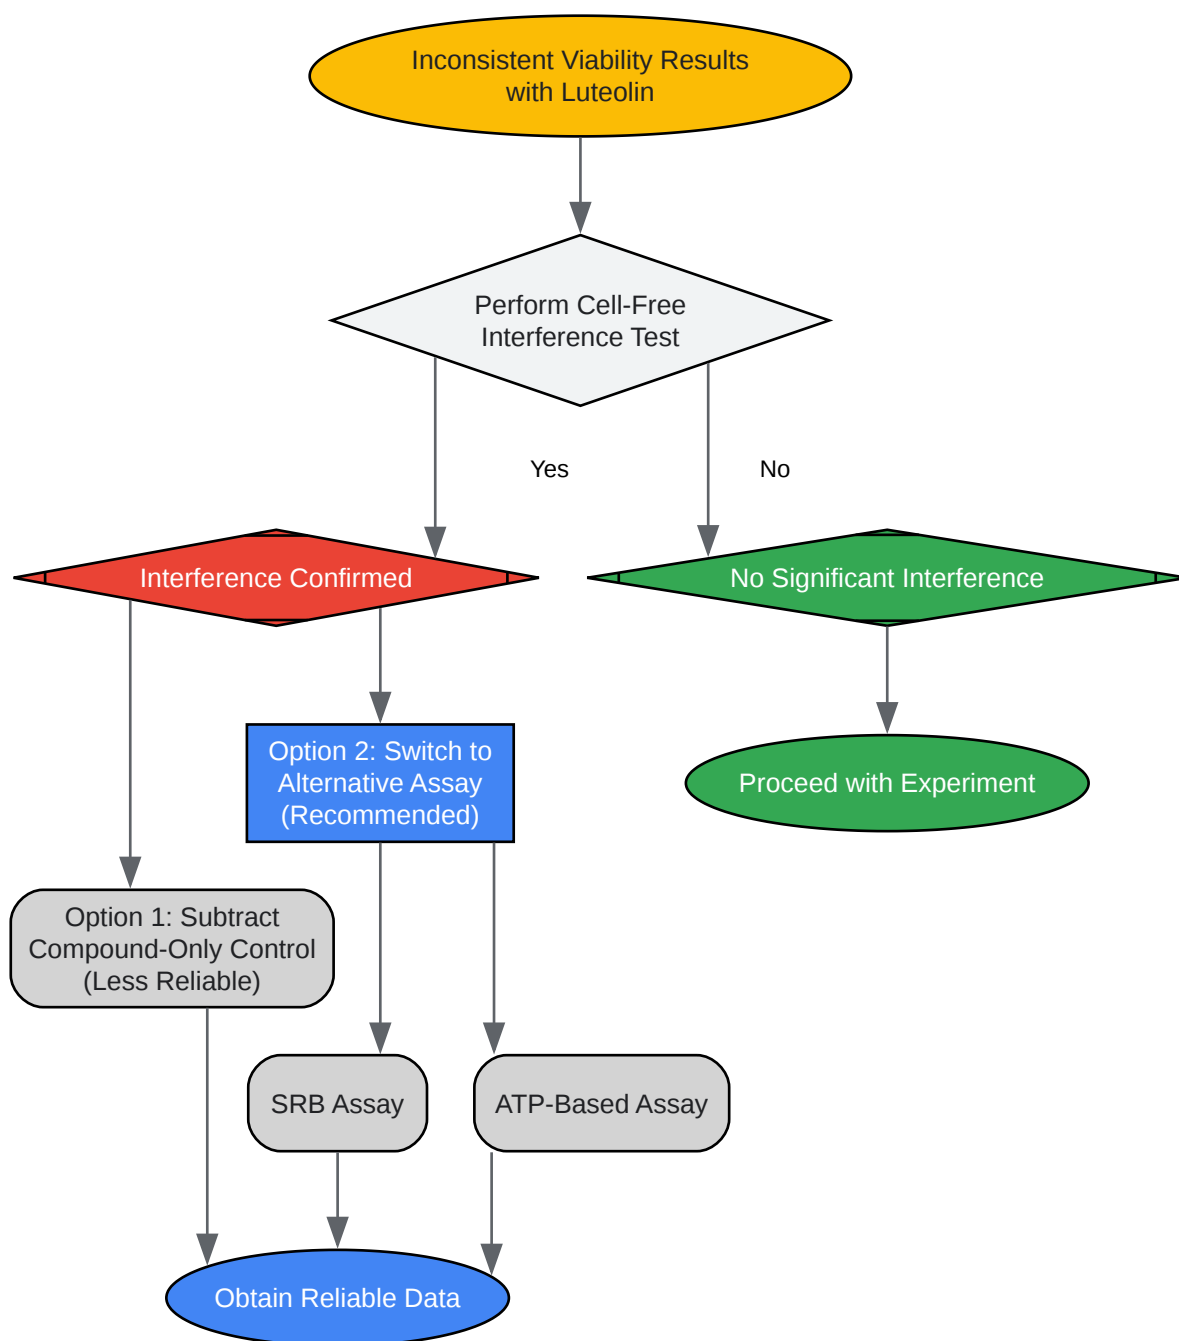 Inconsistent Viability Results
with Luteolin
Perform Cell-Free
Interference Test
Yes
No
Interference Confirmed
No Significant Interference
Option 2: Switch to
Alternative Assay
(Recommended)
Proceed with Experiment
Option 1: Subtract
Compound-Only Control
(Less Reliable)
SRB Assay
ATP-Based Assay
Obtain Reliable Data